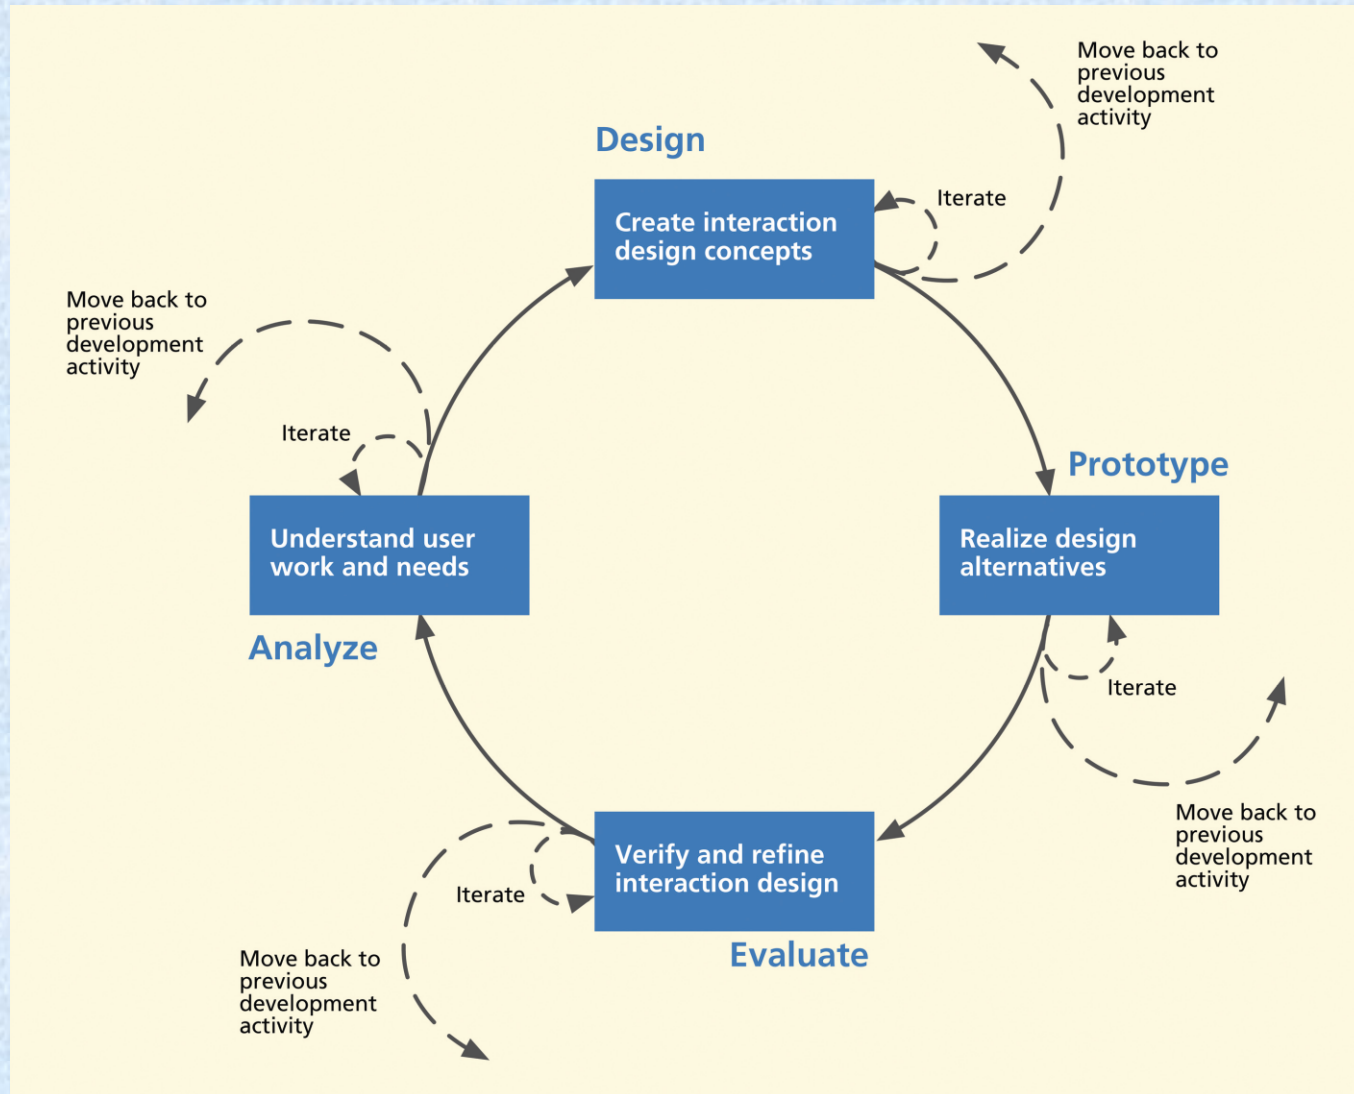 Move back to
previous
development
activity
Design
Iterate
Create interaction
design concepts
Move back to
previous
development
activity
Iterate
Prototype
Understand user
work and needs
Realize design
alternatives
Analyze
Iterate
Move back to
previous
development
activity
Verify and refine
interaction design
Iterate
Evaluate
Move back to
previous
development
activity